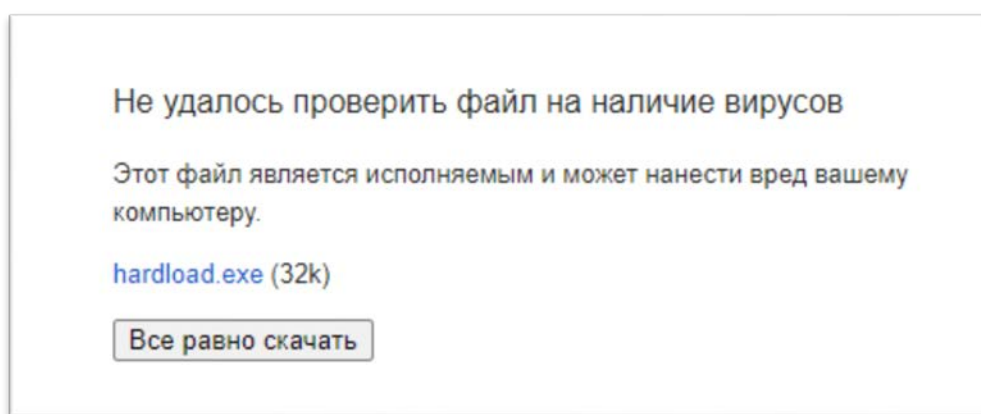 Не удалось проверить файл на наличие вирусов
Этот файл является исполняемым и может нанести вред вашему
компьютеру.
hardload.exe (32k)
Все равно скачать